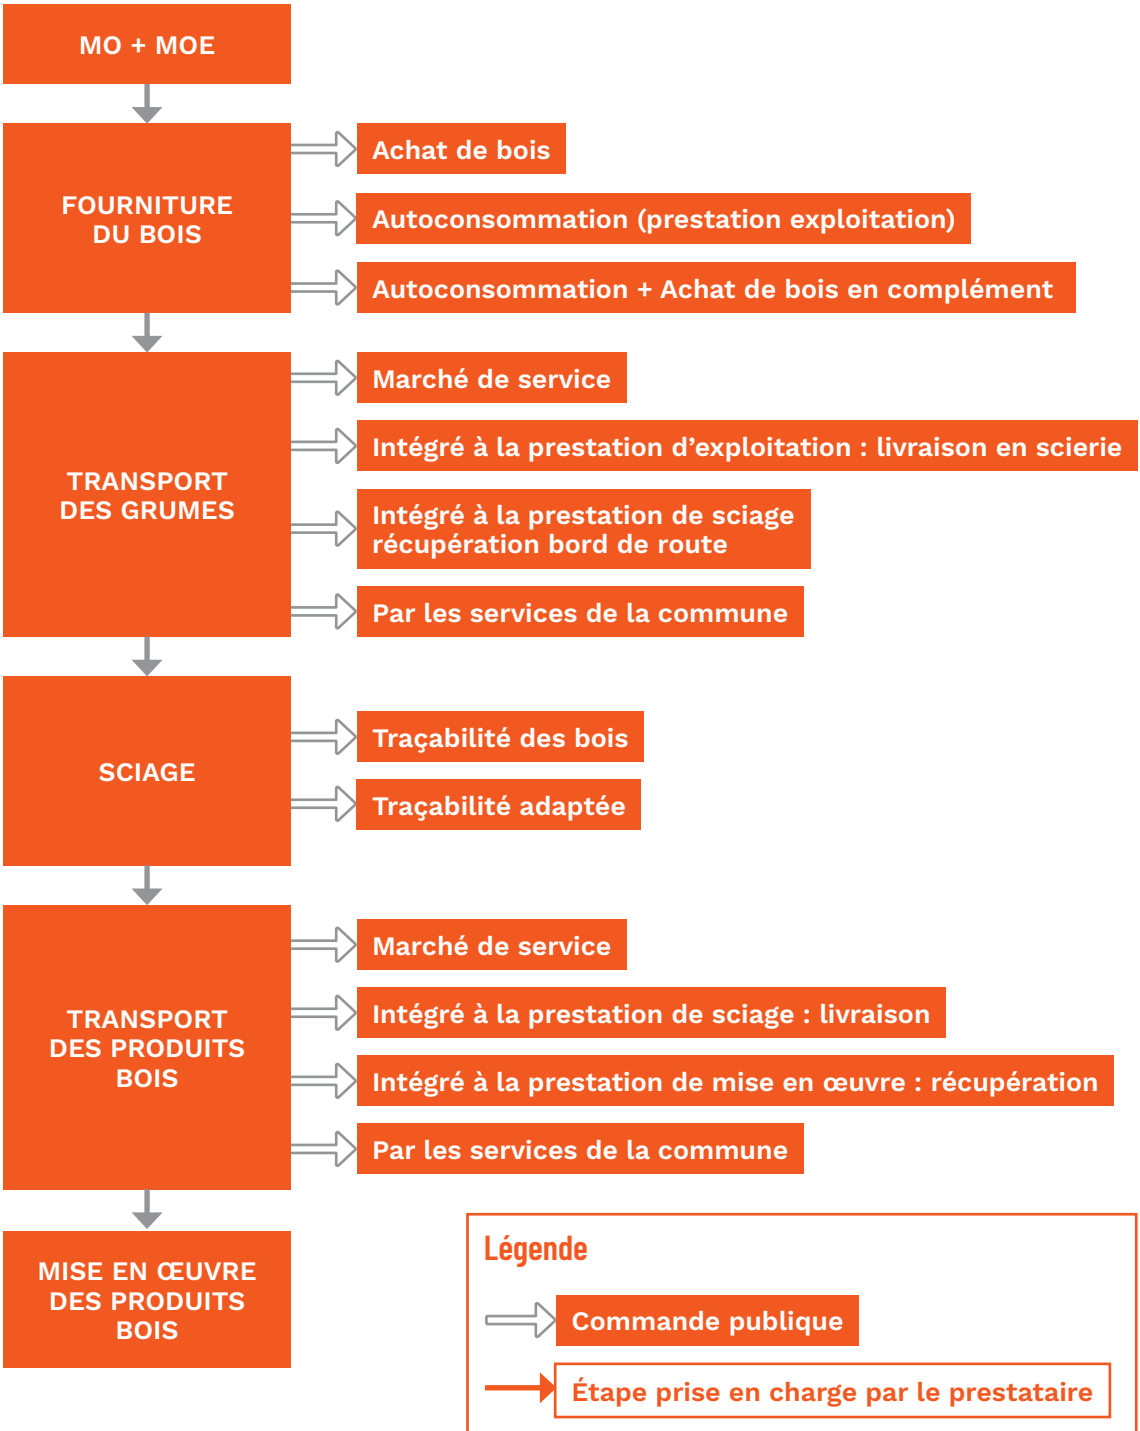 MO + MOE
FOURNITURE
DU BOIS
Achat de bois
Autoconsommation (prestation exploitation)
Autoconsommation + Achat de bois en complément
TRANSPORT
DES GRUMES
Marché de service
Intégré à la prestation d’exploitation : livraison en scierie
Intégré à la prestation de sciage
récupération bord de route
Par les services de la commune
SCIAGE
Traçabilité des bois
Traçabilité adaptée
TRANSPORT
DES PRODUITS
BOIS
Marché de service
Intégré à la prestation de sciage : livraison
Intégré à la prestation de mise en œuvre : récupération
Par les services de la commune
MISE EN ŒUVRE
DES PRODUITS
BOIS
Légende
Commande publique
Étape prise en charge par le prestataire